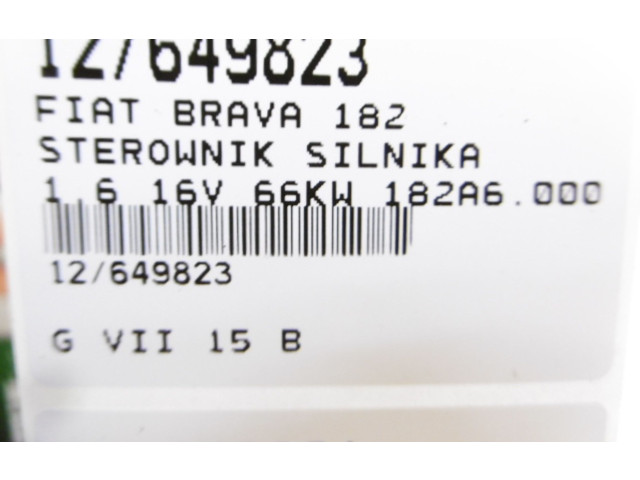 12/649823
FIAT BRAVA 182
STEROWNIK SILNIKA
1.6 16V 66KW 182A6.000
12/649823
G VII 15 B